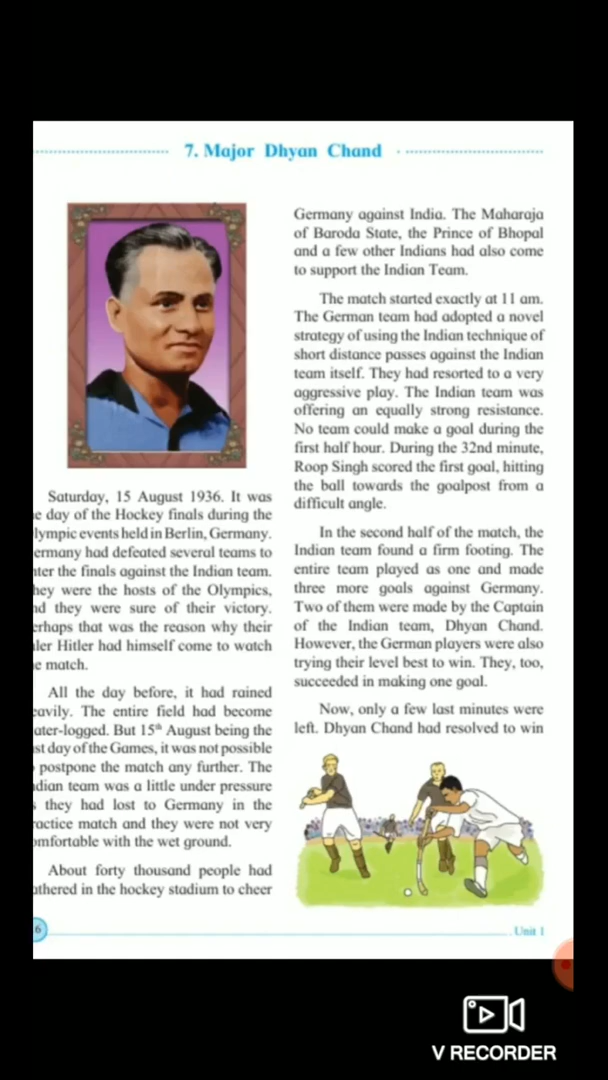 7. Major Dhyan Chand
Saturday, 15 August 1936. It was
e day of the Hockey finals during the
lympic events held in Berlin, Germany.
ermany had defeated several teams to
ter the finals against the Indian team.
hey were the hosts of the Olympics,
nd they were sure of their victory.
erhaps that was the reason why their
ler Hitler had himself come to watch
e match.
All the day before, it had rained
eavily. The entire field had become
ater-logged. But 15th August being the
st day of the Games, it was not possible
postpone the match any further. The
dian team was a little under pressure
they had lost to Germany in the
ractice match and they were not very
omfortable with the wet ground.
About forty thousand people had
athered in the hockey stadium to cheer
Germany against India. The Maharaja
of Baroda State, the Prince of Bhopal
and a few other Indians had also come
to support the Indian Team.
The match started exactly at 11 am.
The German team had adopted a novel
strategy of using the Indian technique of
short distance passes against the Indian
team itself. They had resorted to a very
aggressive play. The Indian team was
offering an equally strong resistance.
No team could make a goal during the
first half hour. During the 32nd minute,
Roop Singh scored the first goal, hitting
the ball towards the goalpost from a
difficult angle.
In the second half of the match, the
Indian team found a firm footing. The
entire team played as one and made
three more goals against Germany.
Two of them were made by the Captain
of the Indian team, Dhyan Chand.
However, the German players were also
trying their level best to win. They, too,
succeeded in making one goal.
Now, only a few last minutes were
left. Dhyan Chand had resolved to win
6
Unit 1
V RECORDER